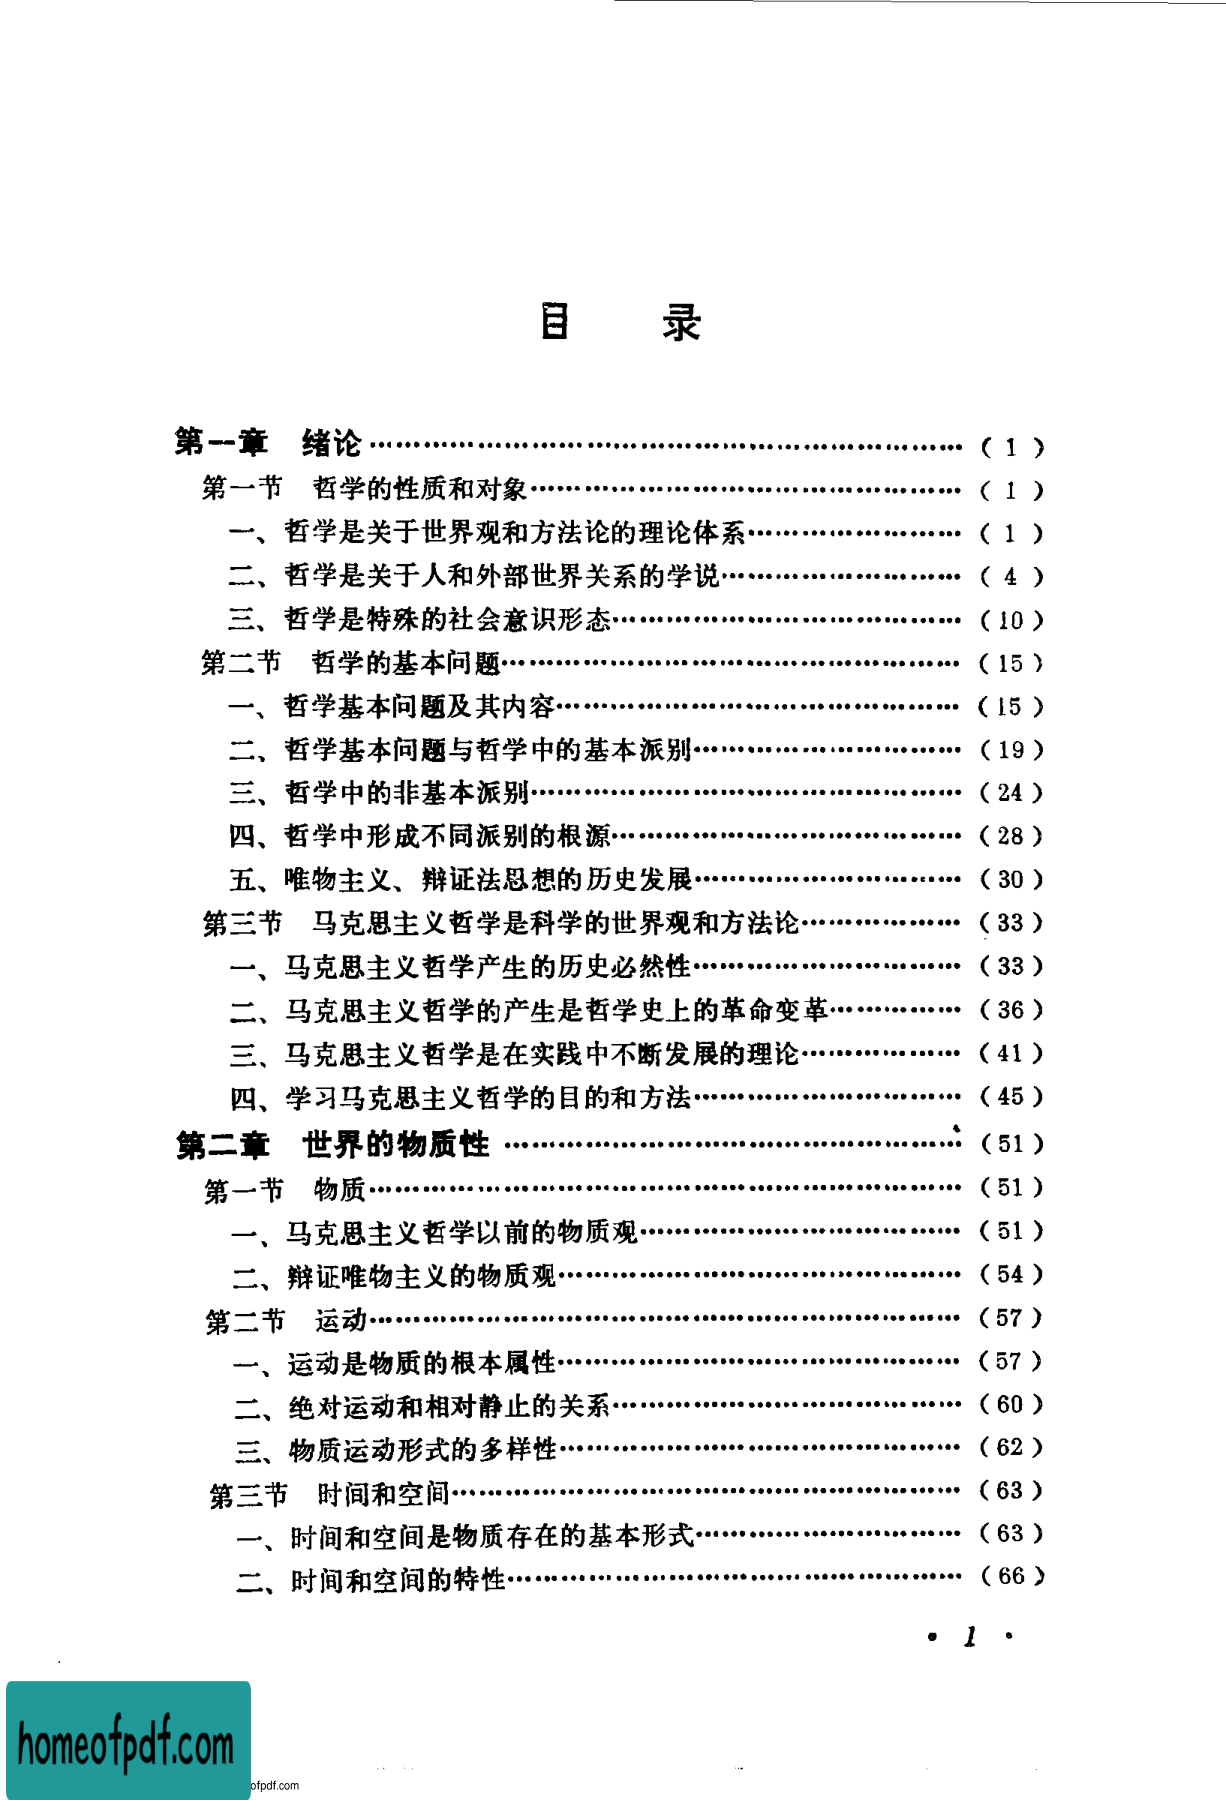 目 录
第一章 绪论……………………………………………………(1)
第一节 哲学的性质和对象……………………………………(1)
一、哲学是关于世界观和方法论的理论体系…………………(1)
二、哲学是关于人和外部世界关系的学说……………………(4)
三、哲学是特殊的社会意识形态………………………………(10)
第二节 哲学的基本问题………………………………………(15)
一、哲学基本问题及其内容……………………………………(15)
二、哲学基本问题与哲学中的基本派别………………………(19)
三、哲学中的非基本派别………………………………………(24)
四、哲学中形成不同派别的根源………………………………(28)
五、唯物主义、辩证法思想的历史发展………………………(30)
第三节 马克思主义哲学是科学的世界观和方法论…………(33)
一、马克思主义哲学产生的历史必然性………………………(33)
二、马克思主义哲学的产生是哲学史上的革命变革…………(36)
三、马克思主义哲学是在实践中不断发展的理论……………(41)
四、学习马克思主义哲学的目的和方法………………………(45)
第二章 世界的物质性…………………………………………(51)
第一节 物质……………………………………………………(51)
一、马克思主义哲学以前的物质观……………………………(51)
二、辩证唯物主义的物质观……………………………………(54)
第二节 运动……………………………………………………(57)
一、运动是物质的根本属性……………………………………(57)
二、绝对运动和相对静止的关系………………………………(60)
三、物质运动形式的多样性……………………………………(62)
第三节 时间和空间……………………………………………(63)
一、时间和空间是物质存在的基本形式………………………(63)
二、时间和空间的特性…………………………………………(66)
· 1 ·
homeofpdf.com
ofpdf.com